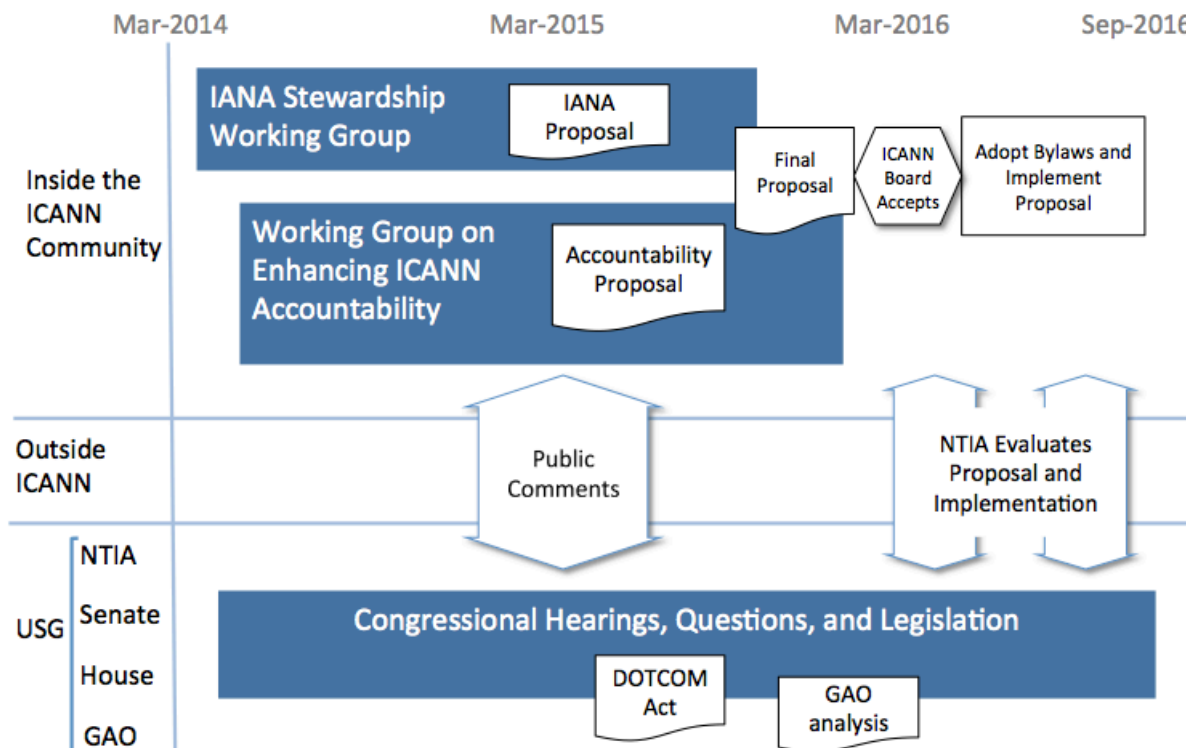 Mar-2014
Mar-2015
Mar-2016
Sep-2016
Inside the
ICANN
Community
IANA Stewardship
Working Group
IANA
Proposal
Working Group on
Enhancing ICANN
Accountability
Accountability
Proposal
Final
Proposal
ICANN
Board
Accepts
Adopt Bylaws and
Implement
Proposal
Outside
ICANN
Public
Comments
NTIA Evaluates
Proposal and
Implementation
USG
NTIA
Senate
House
GAO
Congressional Hearings, Questions, and Legislation
DOTCOM
Act
GAO
analysis